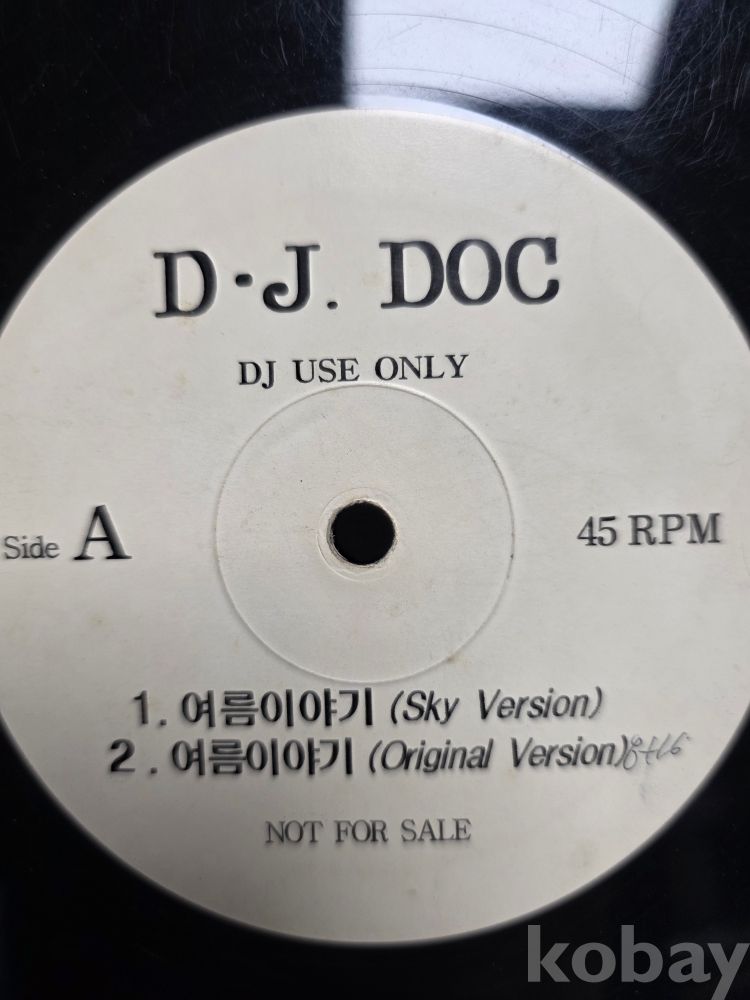 D·J. DOC
DJ USE ONLY
Side A
45 RPM
1. 여름이야기 (Sky Version)
2. 여름이야기 (Original Version)
NOT FOR SALE
kobay